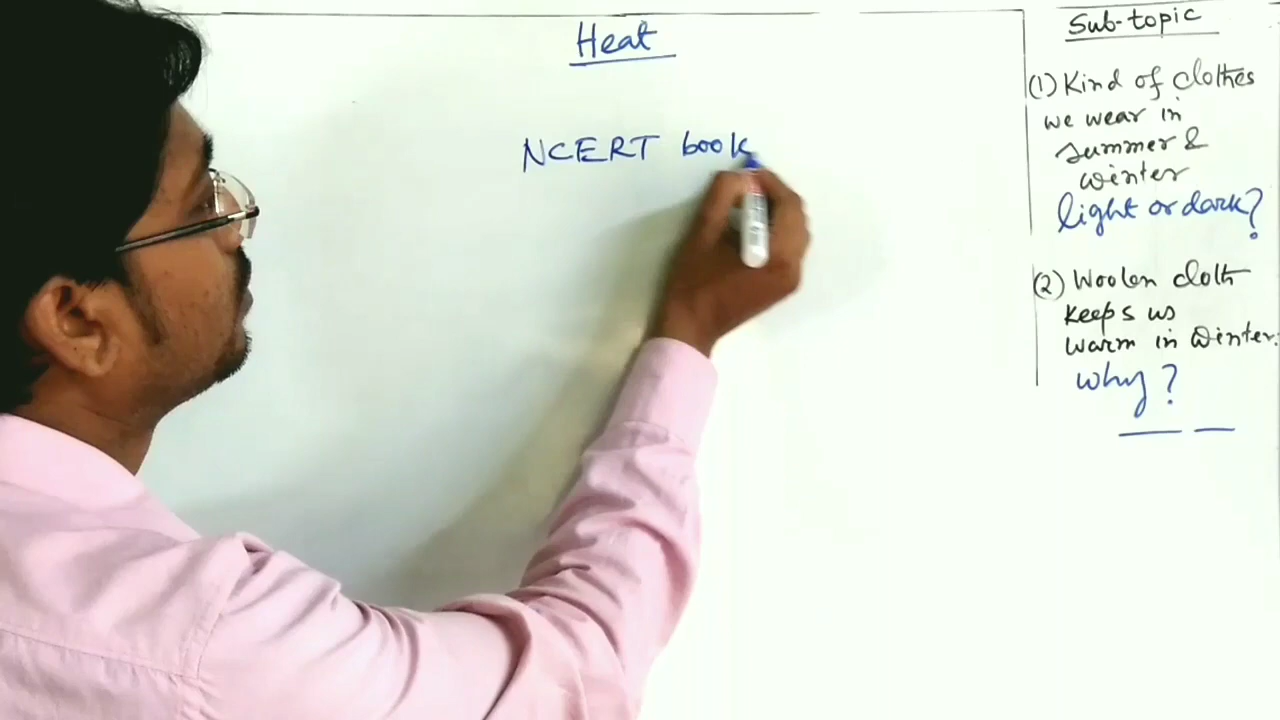 Heat
NCERT book
Sub-topic
(1) Kind of clothes
we wear in
summer &
winter
light or dark?
(2) Woolen cloth
keeps us
warm in winter.
why?